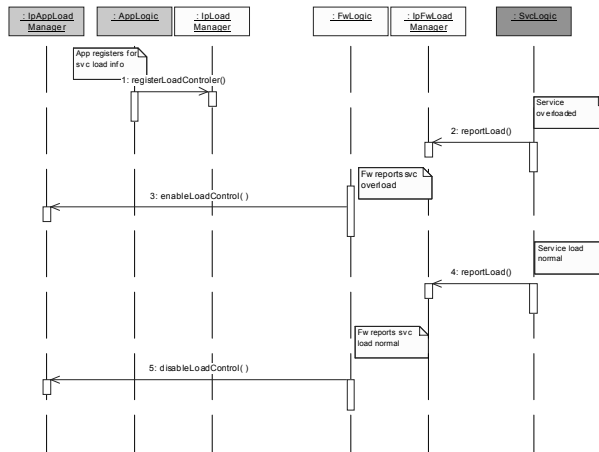 : IpAppLoad
Manager
: AppLogic
: IpLoad
Manager
: FwLogic
: IpFwLoad
Manager
: SvcLogic
App registers for
svc load info
1: registerLoadControler()
Service
overloaded
2: reportLoad()
Fw reports svc
overload
3: enableLoadControl( )
Service load
normal
4: reportLoad()
Fw reports svc
load normal
5: disableLoadControl( )